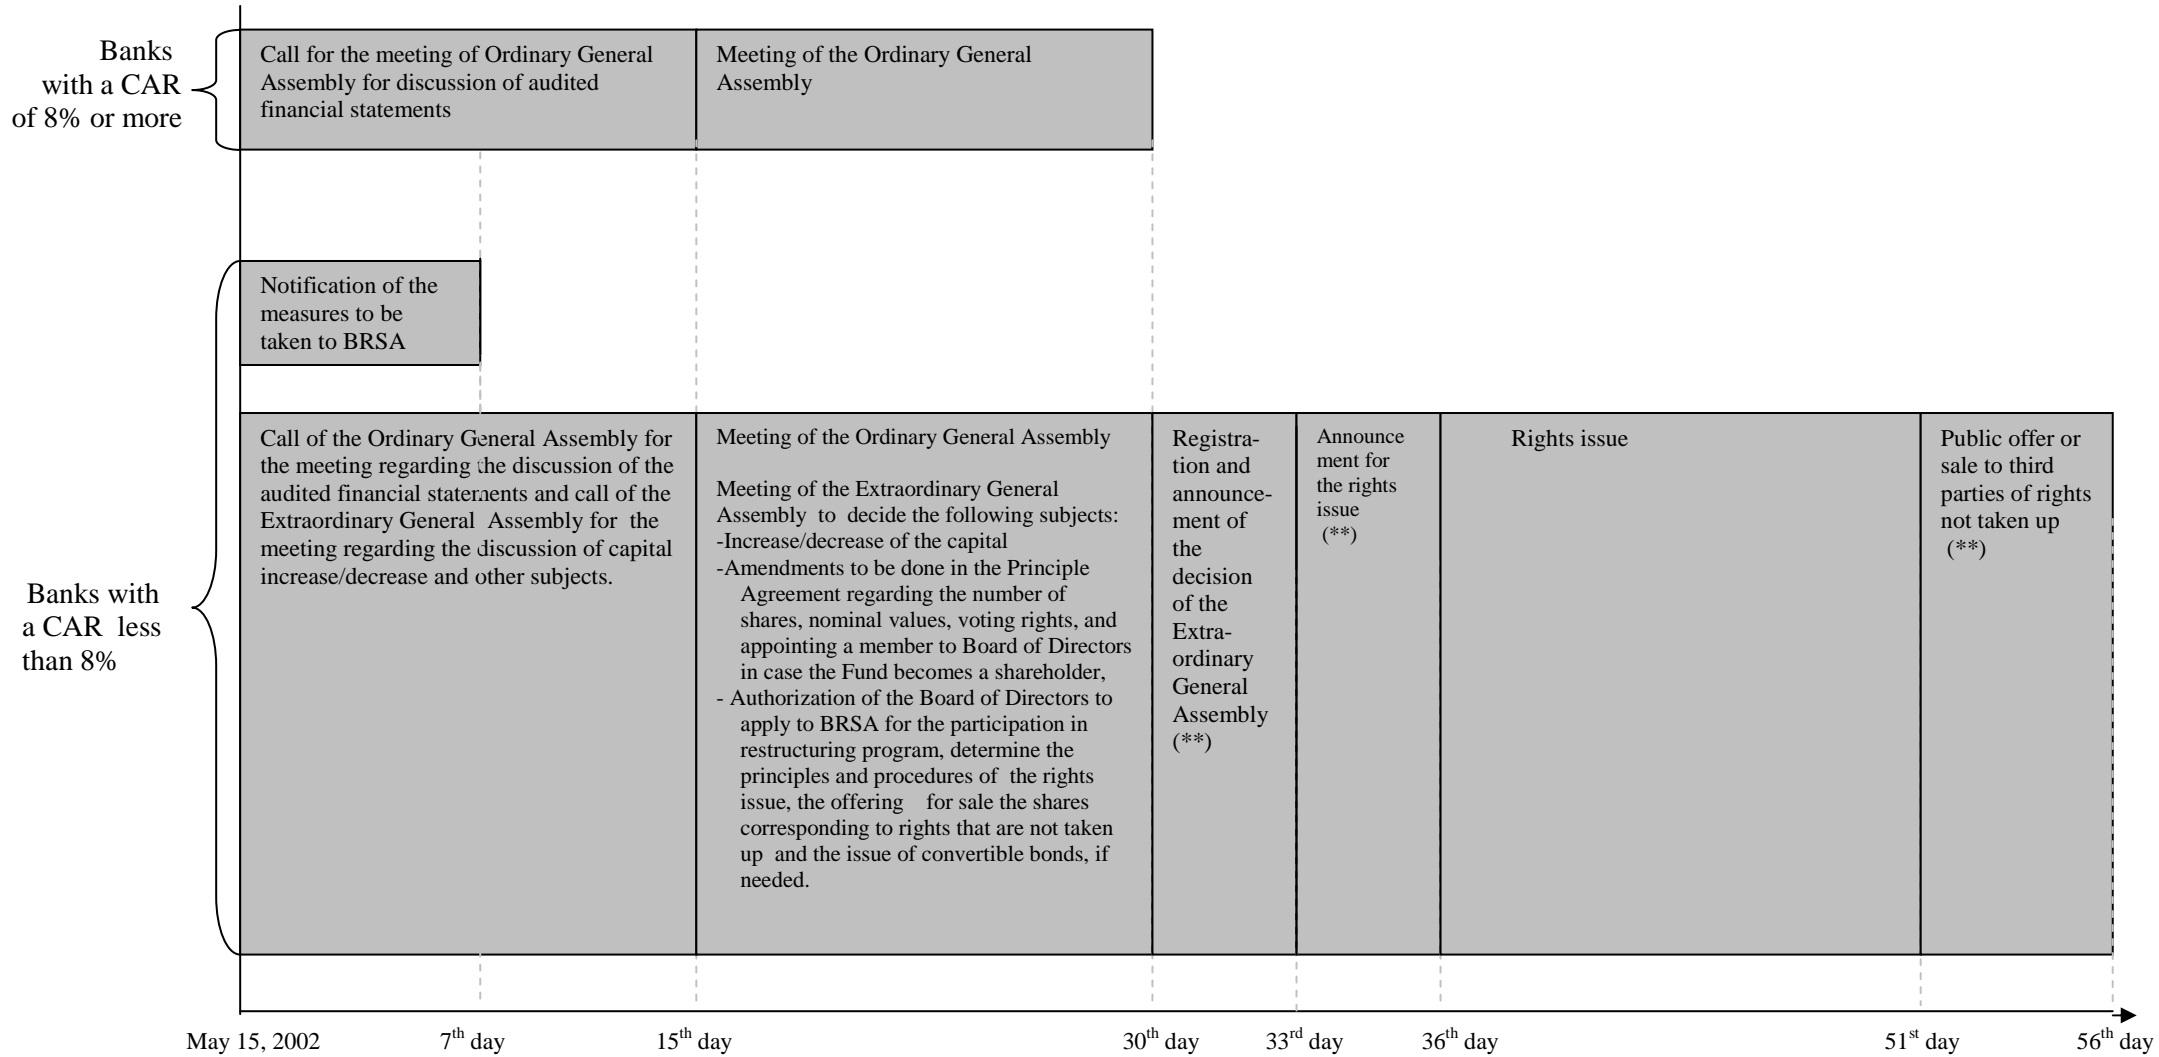 Banks
with a CAR
of 8% or more
Call for the meeting of Ordinary General
Assembly for discussion of audited
financial statements
Meeting of the Ordinary General
Assembly
Banks with
a CAR less
than 8%
Notification of the
measures to be
taken to BRSA
Call of the Ordinary General Assembly for
the meeting regarding the discussion of the
audited financial statements and call of the
Extraordinary General Assembly for the
meeting regarding the discussion of capital
increase/decrease and other subjects.
Meeting of the Ordinary General Assembly
Meeting of the Extraordinary General
Assembly to decide the following subjects:
-Increase/decrease of the capital
-Amendments to be done in the Principle
Agreement regarding the number of
shares, nominal values, voting rights, and
appointing a member to Board of Directors
in case the Fund becomes a shareholder,
- Authorization of the Board of Directors to
apply to BRSA for the participation in
restructuring program, determine the
principles and procedures of the rights
issue, the offering for sale the shares
corresponding to rights that are not taken
up and the issue of convertible bonds, if
needed.
Registra-
tion and
announce-
ment of
the
decision
of the
Extra-
ordinary
General
Assembly
(**)
Announce
ment for
the rights
issue
(**)
Rights issue
Public offer or
sale to third
parties of rights
not taken up
(**)
May 15, 2002
7th day
15th day
30th day
33rd day
36th day
51st day
56th day